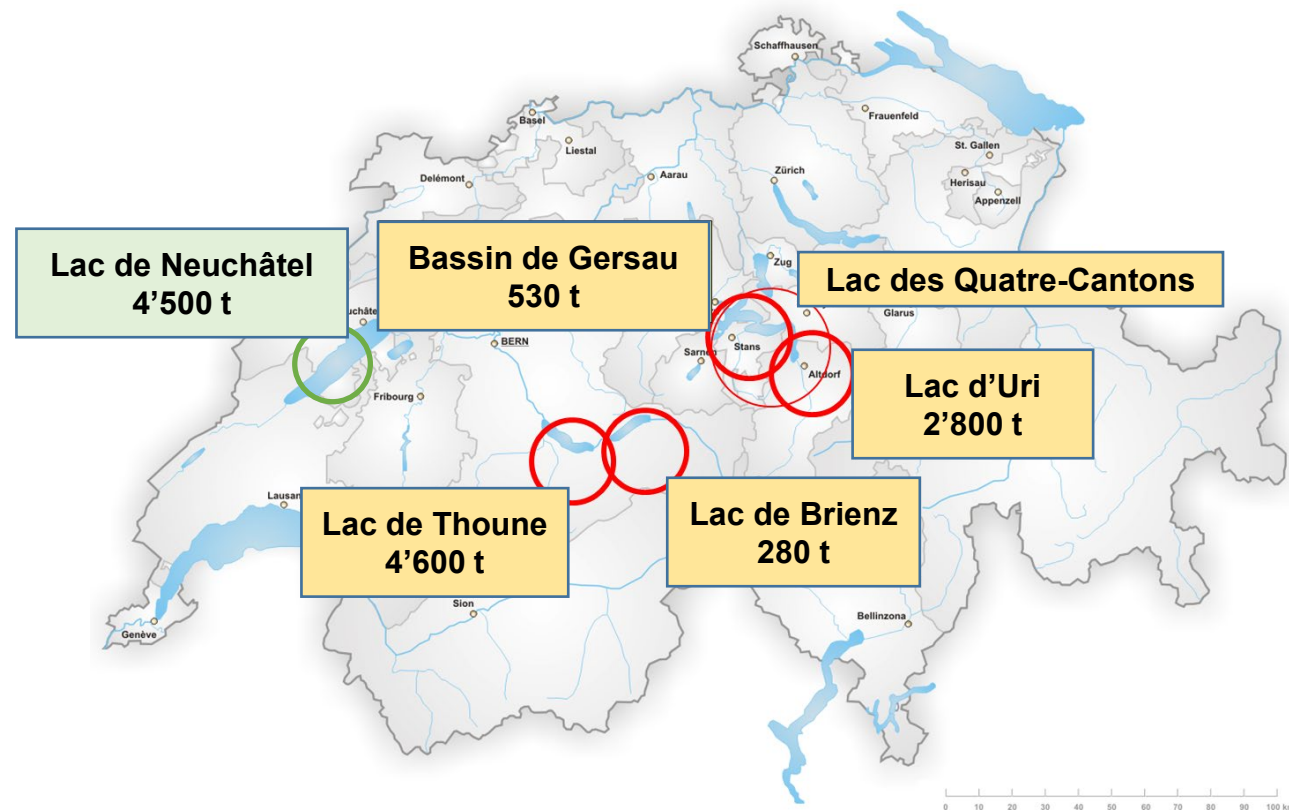 Schaffhausen
Basel
Liestal
Frauenfeld
St. Gallen
Herisau
Appenzell
Delémont
Aarau
Zürich
Lac de Neuchâtel
4’500 t
Bassin de Gersau
530 t
Zug
Lac des Quatre-Cantons
Glarus
BERN
Stans
Altdorf
Fribourg
Lac d’Uri
2’800 t
Lac de Thoune
4’600 t
Lac de Brienz
280 t
Sion
Bellinzona
Genève
0 10 20 30 40 50 60 70 80 90 100